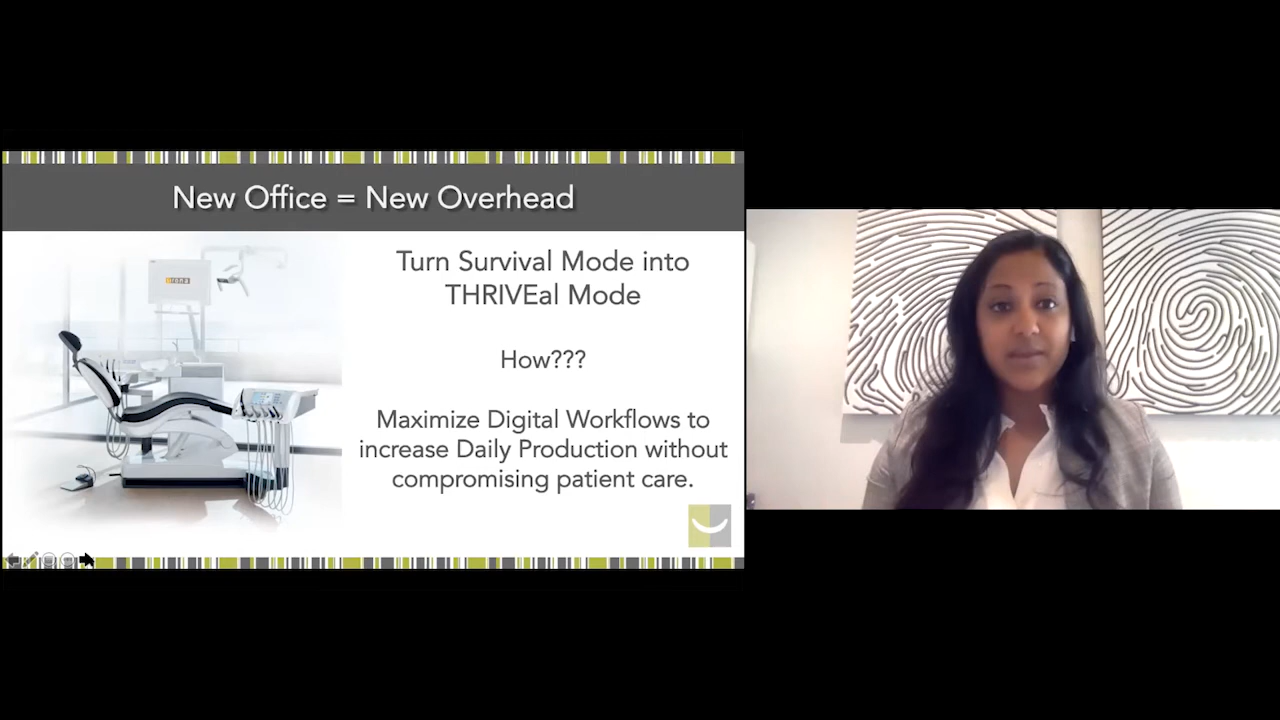 New Office = New Overhead
Turn Survival Mode into
THRIVEal Mode
How???
Maximize Digital Workflows to
increase Daily Production without
compromising patient care.